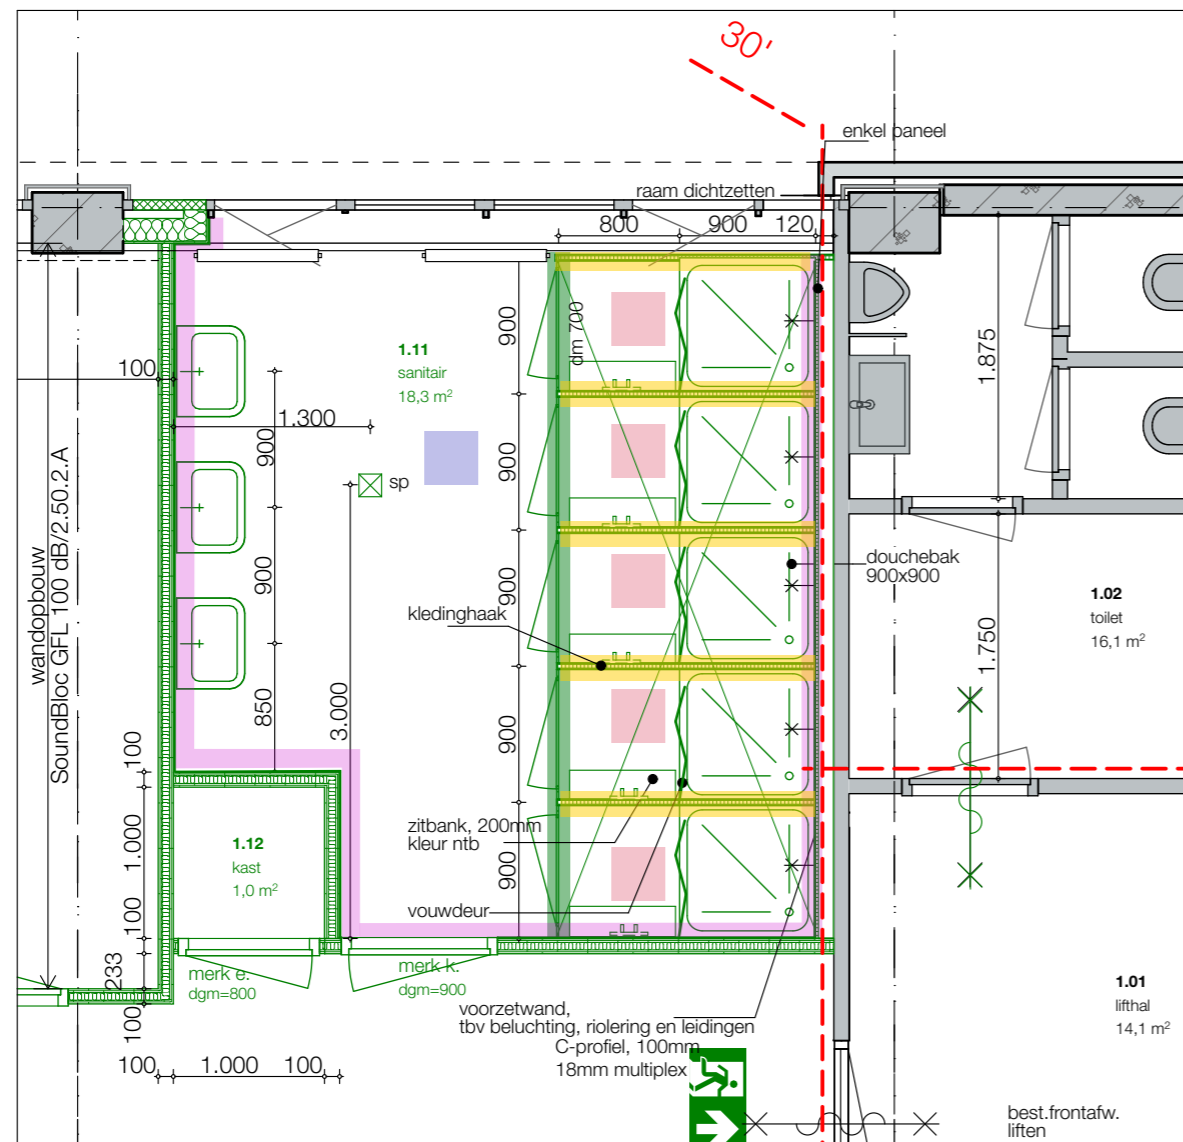 30'
enkel paneel
raam dichtzetten
800
900
120
100
1.300
900
900
850
3.000
1.11
sanitair
18,3 m²
sp
dm 700
900
900
900
900
900
wandopbouw
SoundBloc GFL 100 dB/2.50.2.A
kledinghaak
douchebak
900x900
1.875
1.750
1.02
toilet
16,1 m²
zitbank, 200mm
kleur ntb
vouwdeur
1.12
kast
1,0 m²
100
1.000
100
233
100
merk e.
dgm=800
merk k.
dgm=900
voorzetwand,
tbv beluchting, riolering en leidingen
C-profiel, 100mm
18mm multiplex
100
1.000
100
1.01
lifthal
14,1 m²
best.frontafw.
liften